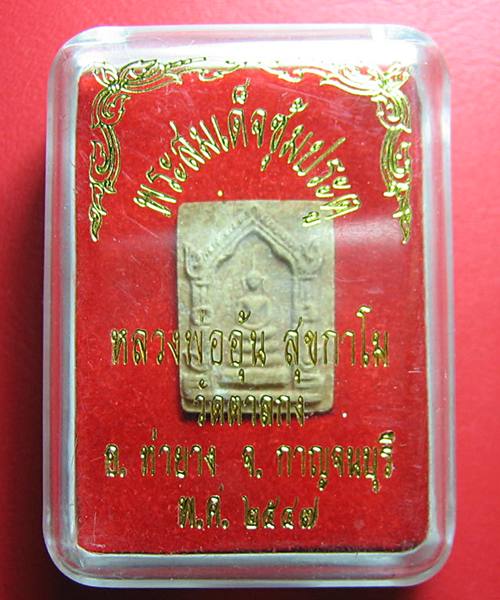 พระสมเด็จซุ้มประตู
หลวงพ่ออุ้น สุขกาโม
วัดตาลกง
อ. ท่ายาง จ. กาญจนบุรี
พ.ศ. ๒๕๔๗